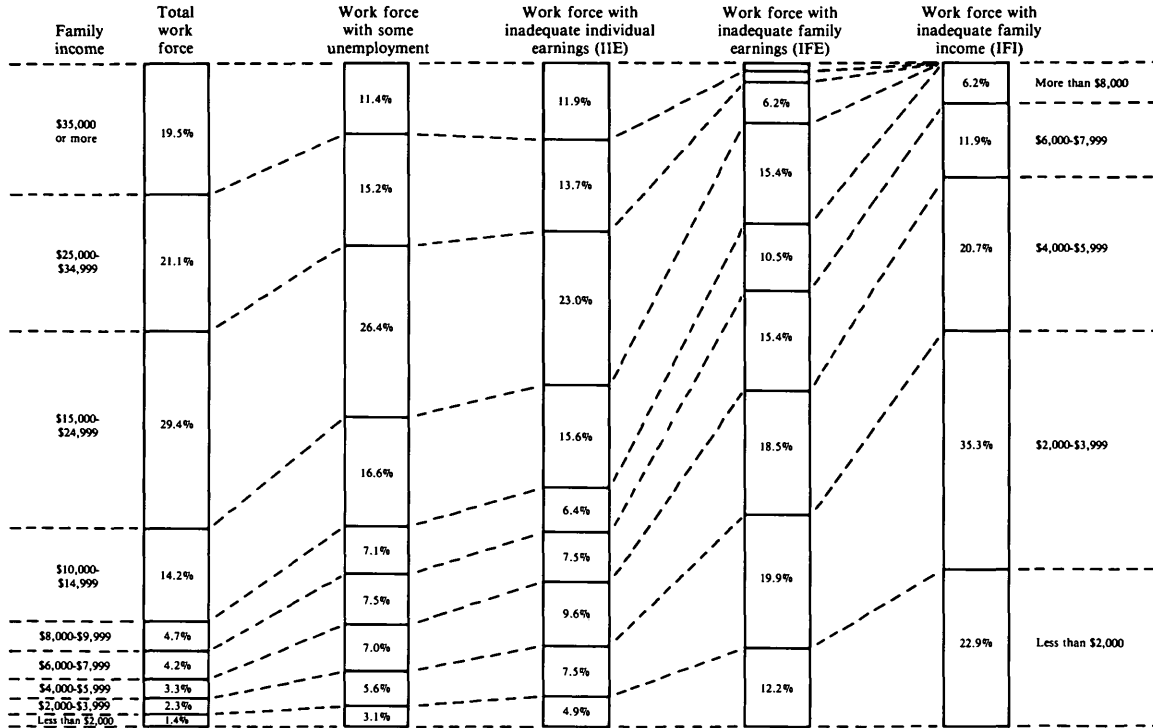 Family
income
Total
work
force
Work force
with some
unemployment
Work force with
inadequate individual
earnings (IIE)
Work force with
inadequate family
earnings (IFE)
Work force with
inadequate family
income (IFI)
$35,000
or more
19.5%
11.4%
11.9%
6.2%
6.2%
More than $8,000
$25,000-
$34,999
21.1%
15.2%
13.7%
15.4%
11.9%
$6,000-$7,999
$15,000-
$24,999
29.4%
26.4%
23.0%
10.5%
20.7%
$4,000-$5,999
$10,000-
$14,999
14.2%
16.6%
15.6%
15.4%
35.3%
$2,000-$3,999
$8,000-$9,999
4.7%
7.1%
6.4%
18.5%
22.9%
Less than $2,000
$6,000-$7,999
4.2%
7.5%
7.5%
19.9%
$4,000-$5,999
3.3%
7.0%
9.6%
12.2%
$2,000-$3,999
2.3%
5.6%
7.5%
Less than $2,000
1.4%
3.1%
4.9%